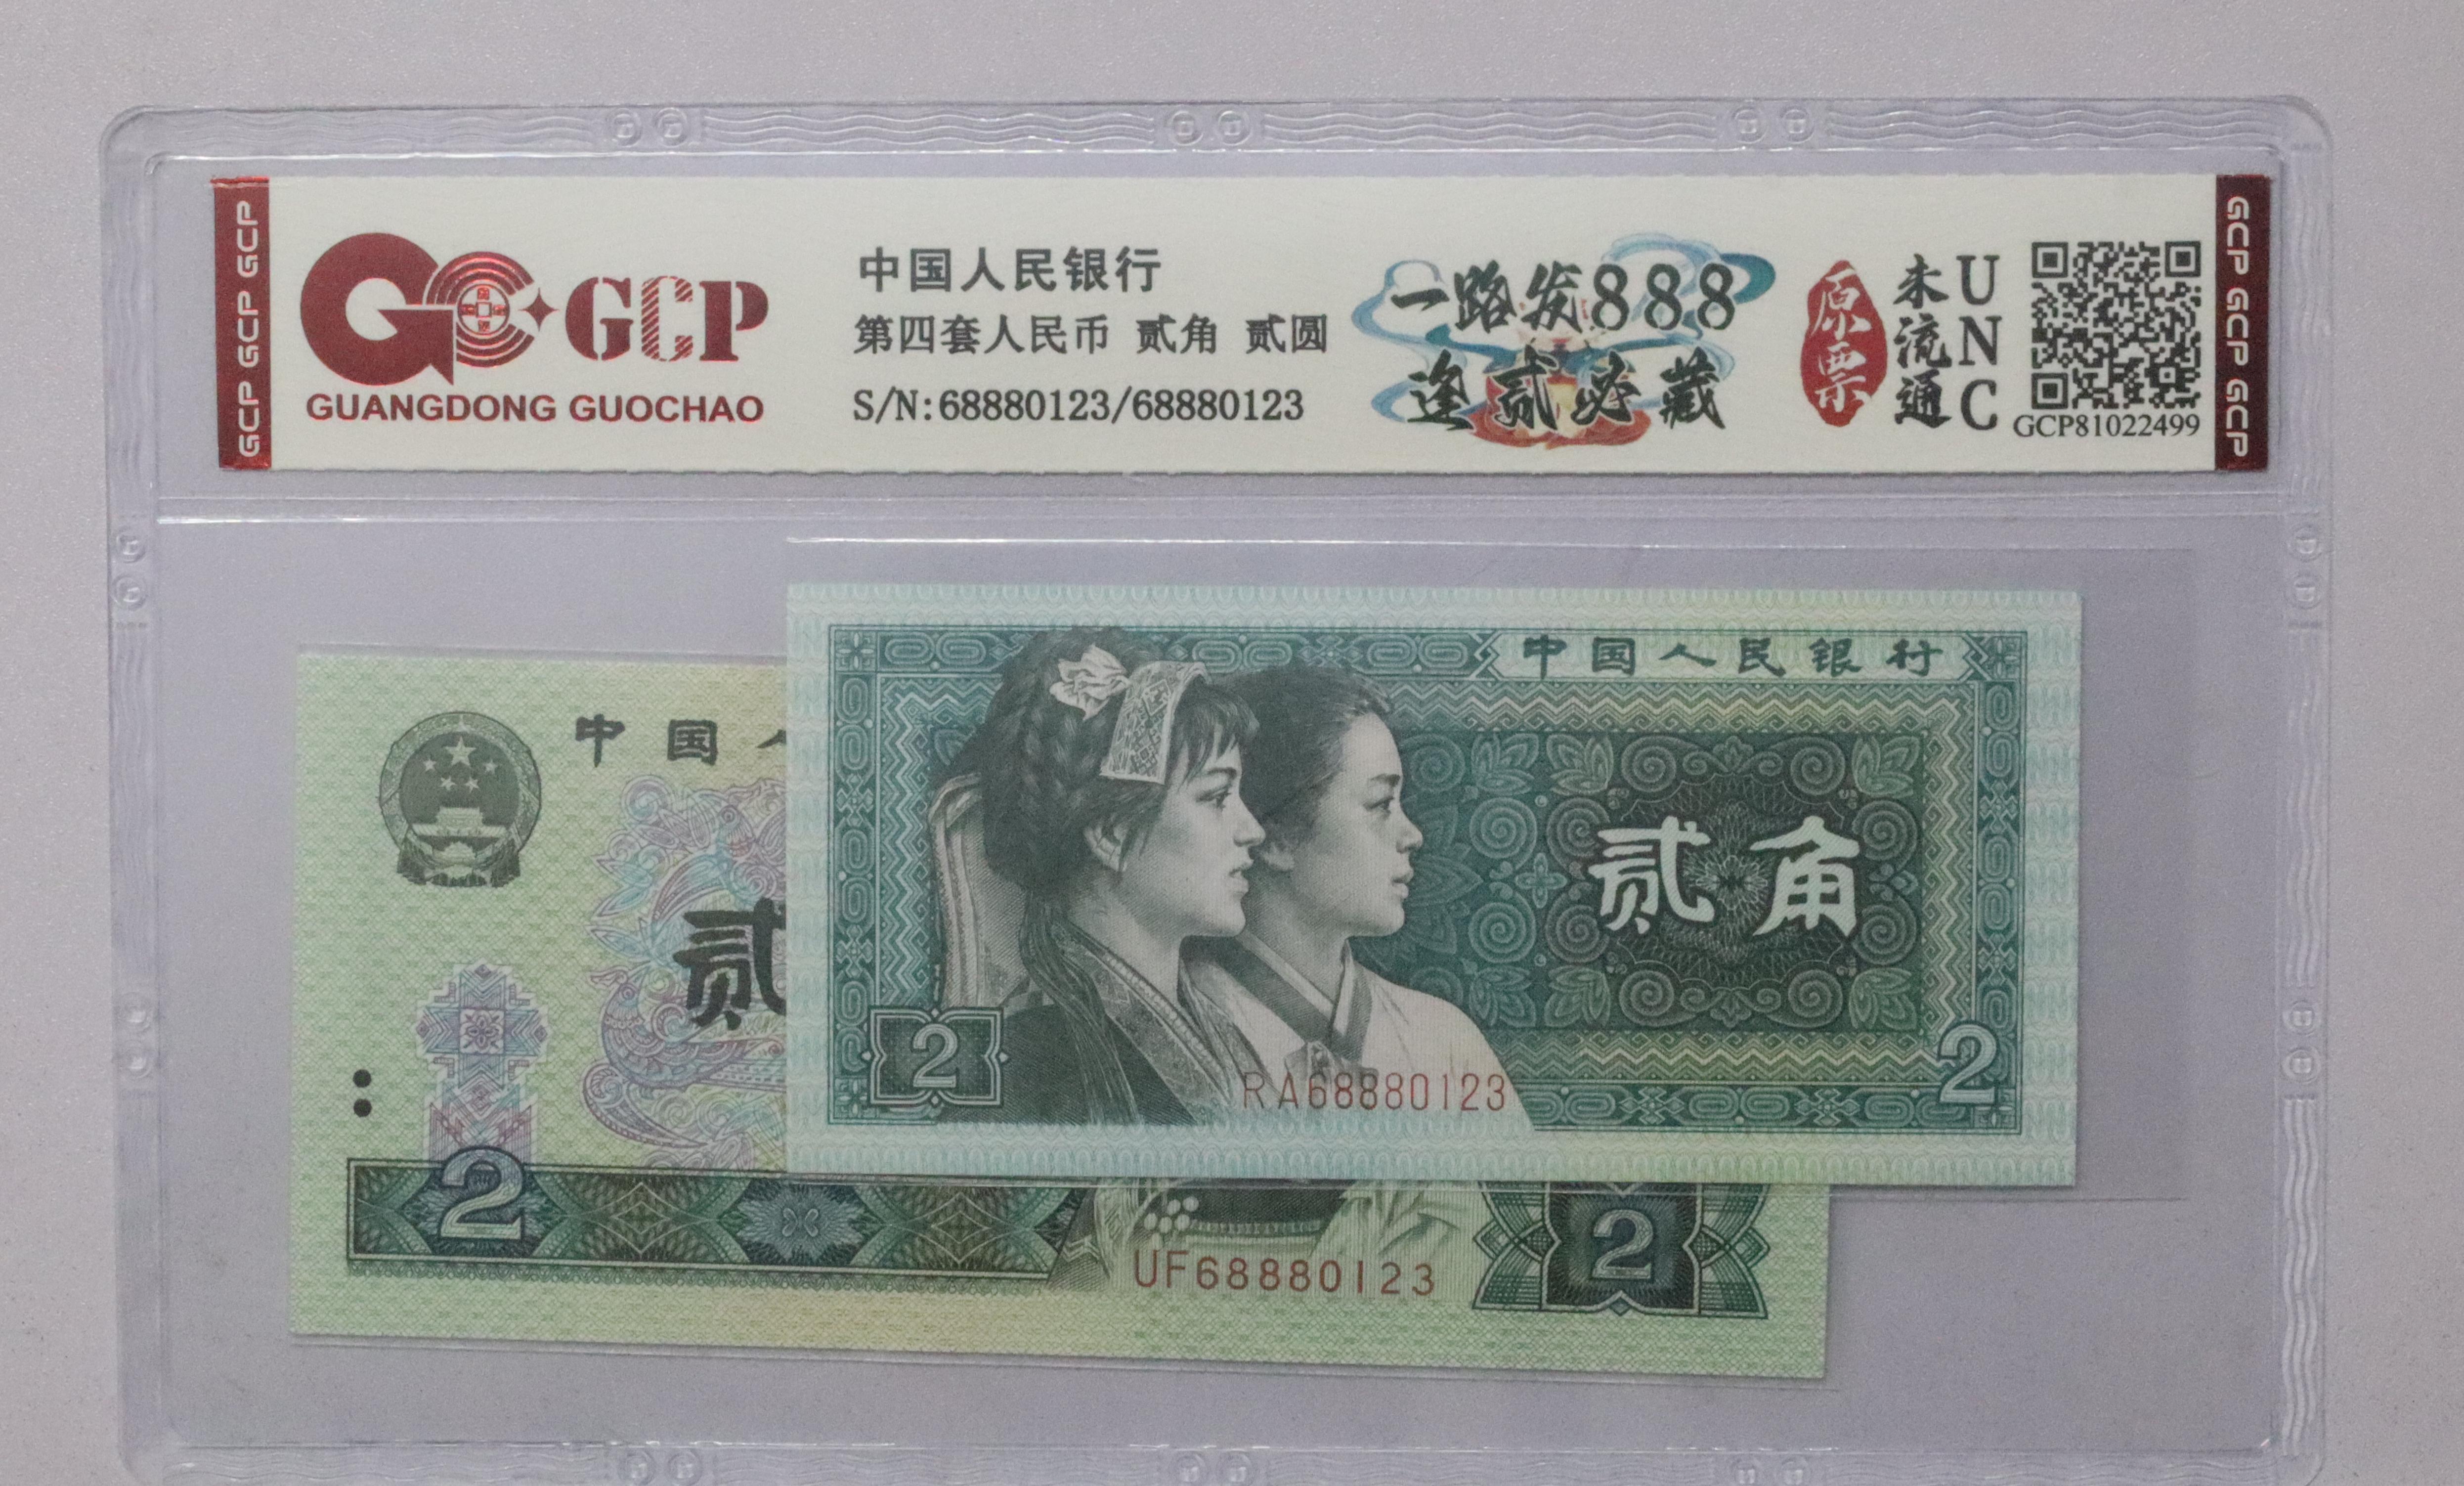 GCP GCP GCP
GCP
GUANGDONG GUOCHAO
中国人民银行
第四套人民币 贰角 贰圆
S/N:68880123/68880123
一路发888
逢贰必藏
原票
未流通
UNC
GCP81022499
GCP GCP GCP
中国人民银行
贰角
2
2
RA68880123
中国人
贰
2
2
UF68880123